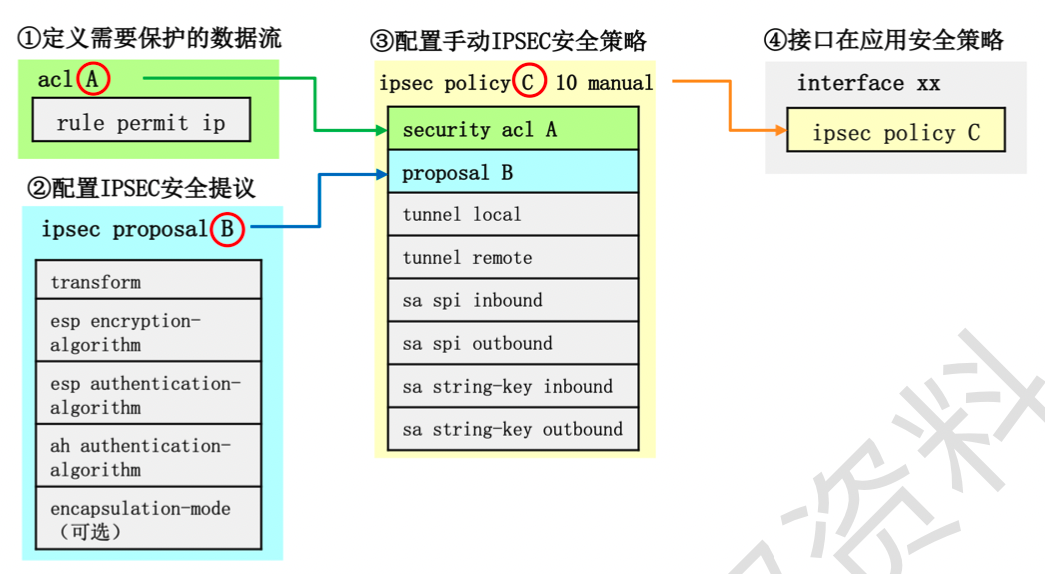 ①定义需要保护的数据流
acl A
rule permit ip
②配置IPSEC安全提议
ipsec proposal B
transform
esp encryption-
algorithm
esp authentication-
algorithm
ah authentication-
algorithm
encapsulation-mode
（可选）
③配置手动IPSEC安全策略
ipsec policy C 10 manual
security acl A
proposal B
tunnel local
tunnel remote
sa spi inbound
sa spi outbound
sa string-key inbound
sa string-key outbound
④接口在应用安全策略
interface xx
ipsec policy C
资料